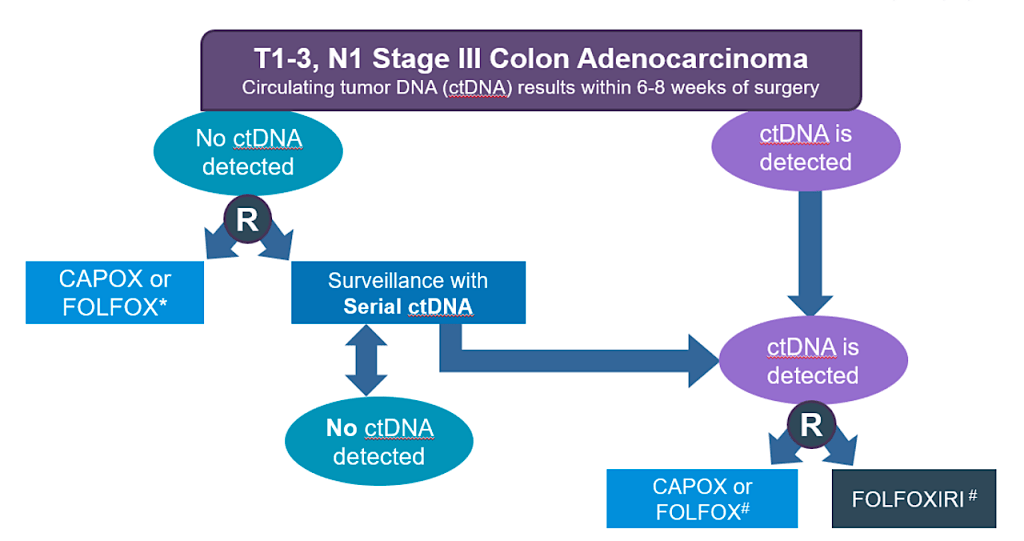 T1-3, N1 Stage III Colon Adenocarcinoma
Circulating tumor DNA (ctDNA) results within 6-8 weeks of surgery
No ctDNA
detected
ctDNA is
detected
R
CAPOX or
FOLFOX*
Surveillance with
Serial ctDNA
ctDNA is
detected
No ctDNA
detected
R
CAPOX or
FOLFOX#
FOLFOXIRI #